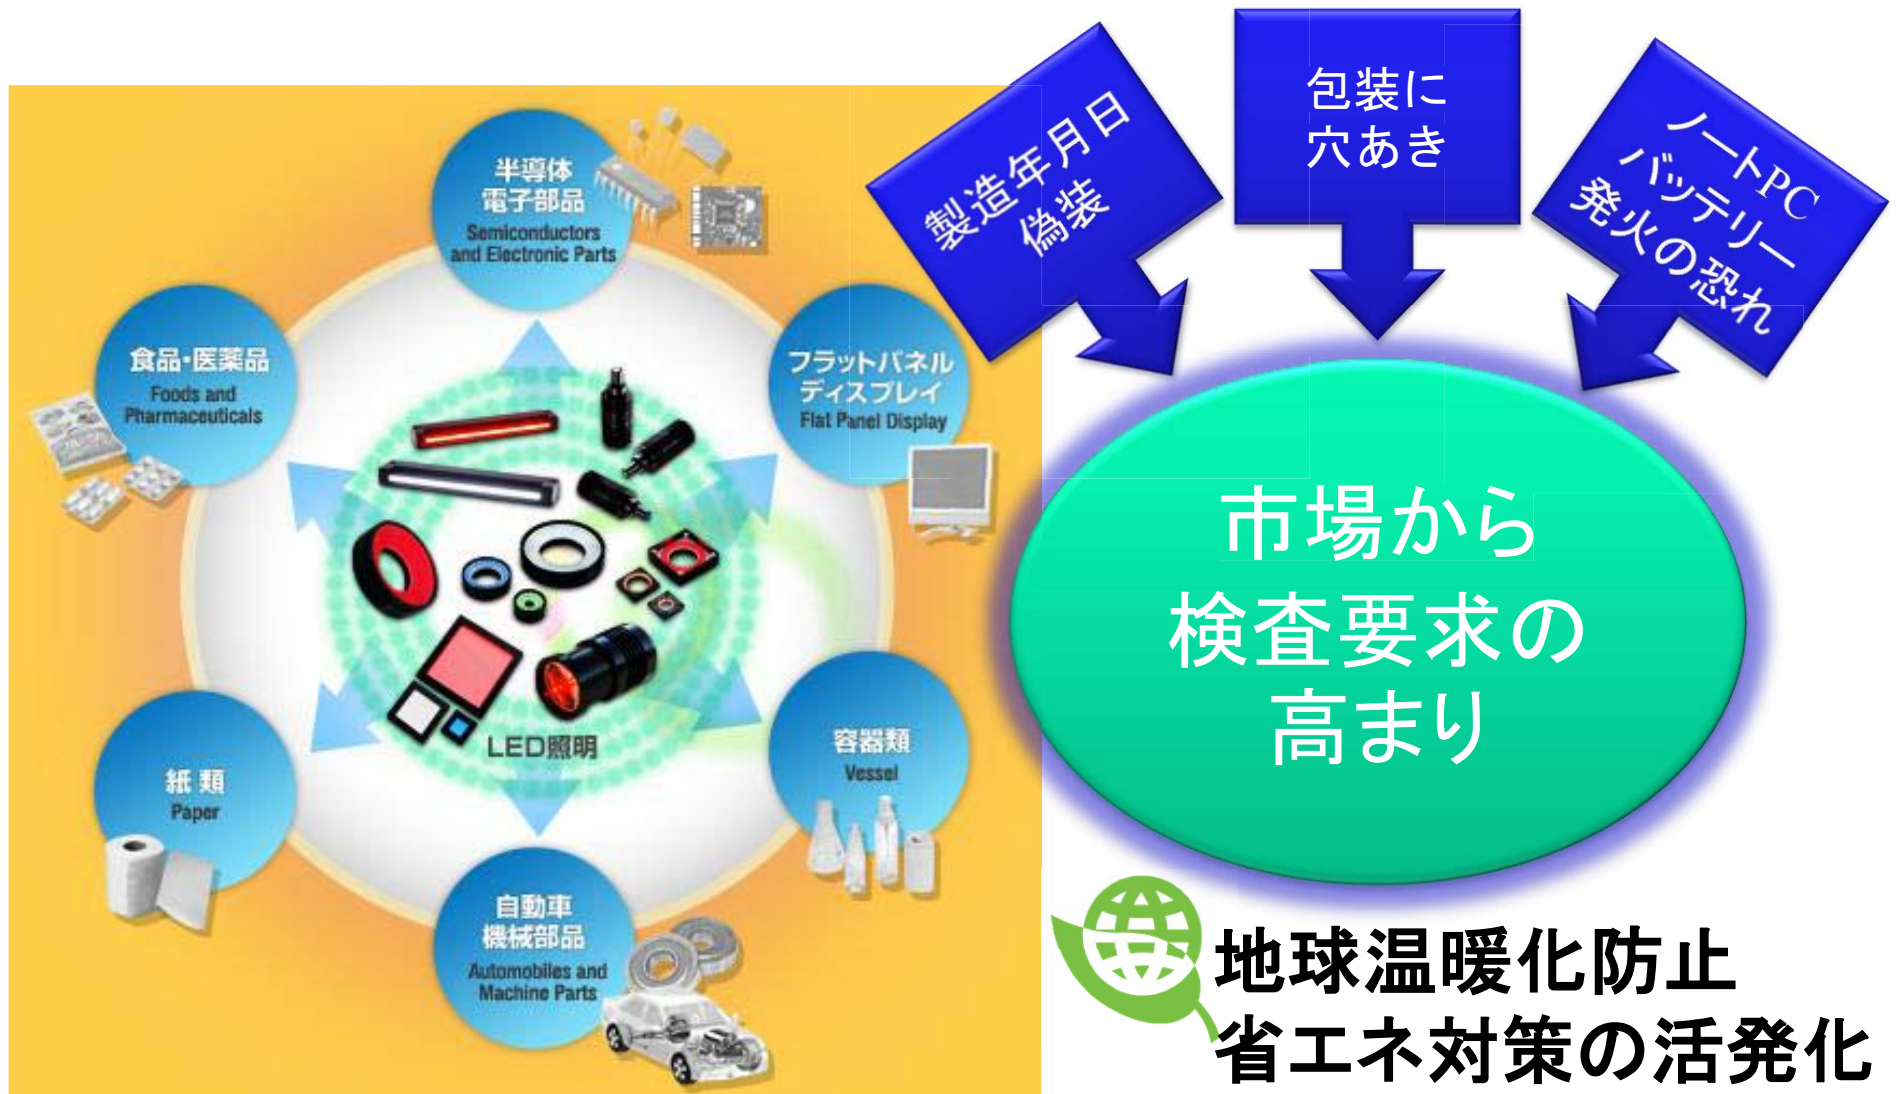 半導体
電子部品
Semiconductors
and Electronic Parts
食品・医薬品
Foods and
Pharmaceuticals
フラットパネル
ディスプレイ
Flat Panel Display
LED照明
紙 類
Paper
容器類
Vessel
自動車
機械部品
Automobiles and
Machine Parts
製造年月日
偽装
包装に
穴あき
ノートPC
バッテリー
発火の恐れ
市場から
検査要求の
高まり
地球温暖化防止
省エネ対策の活発化